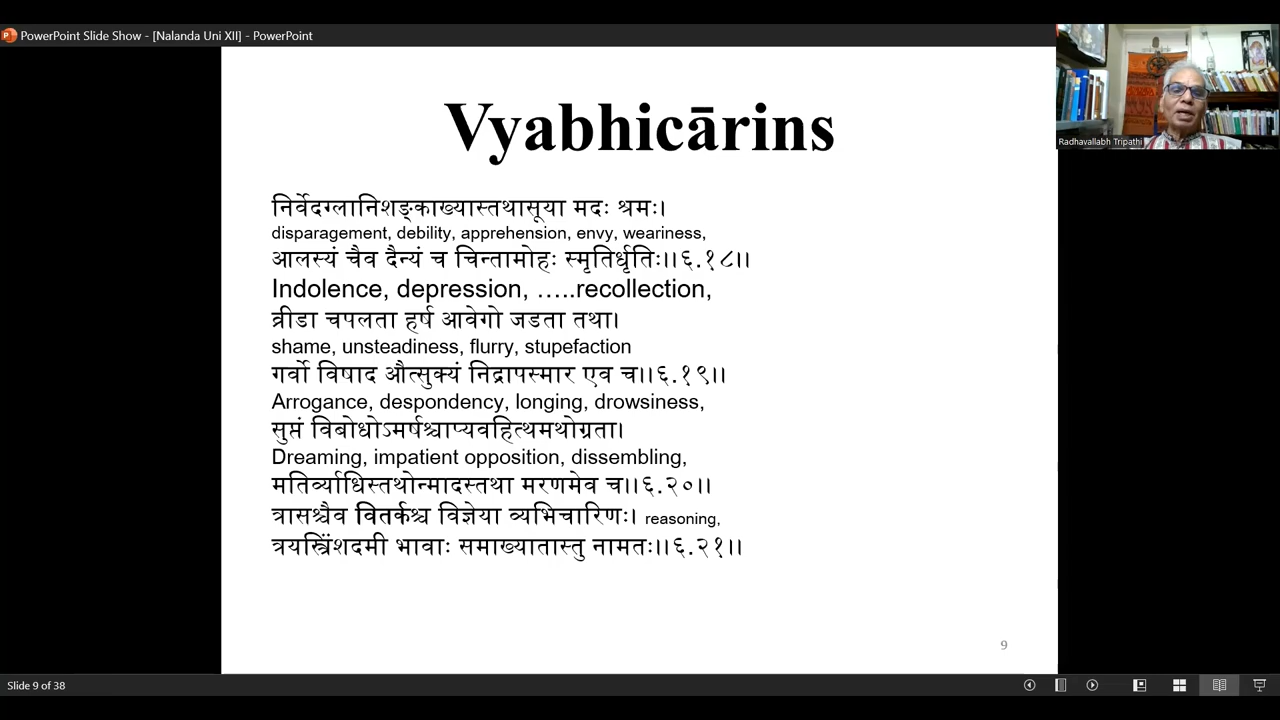 PowerPoint Slide Show - [Nalanda Uni XII] - PowerPoint
Vyabhicārins
निर्वेदग्लानिशङ्काख्यास्तथासूया मदः श्रमः।
disparagement, debility, apprehension, envy, weariness,
आलस्यं चैव दैन्यं च चिन्तामोहः स्मृतिर्धृतिः।।६.१८।।
Indolence, depression, …..recollection,
व्रीडा चपलता हर्ष आवेगो जडता तथा।
shame, unsteadiness, flurry, stupefaction
गर्वो विषाद औत्सुक्यं निद्रापस्मार एव च।।६.१९।।
Arrogance, despondency, longing, drowsiness,
सुप्तं विबोधोऽमर्षश्चाप्यवहित्थमथोग्रता।
Dreaming, impatient opposition, dissembling,
मतिर्व्याधिस्तथोन्मादस्तथा मरणमेव च।।६.२०।।
त्रासश्चैव वितर्कश्च विज्ञेया व्यभिचारिणः। reasoning,
त्रयस्त्रिंशदमी भावाः समाख्यातास्तु नामतः।।६.२१।।
9
Radhavallabh Tripathi
Slide 9 of 38